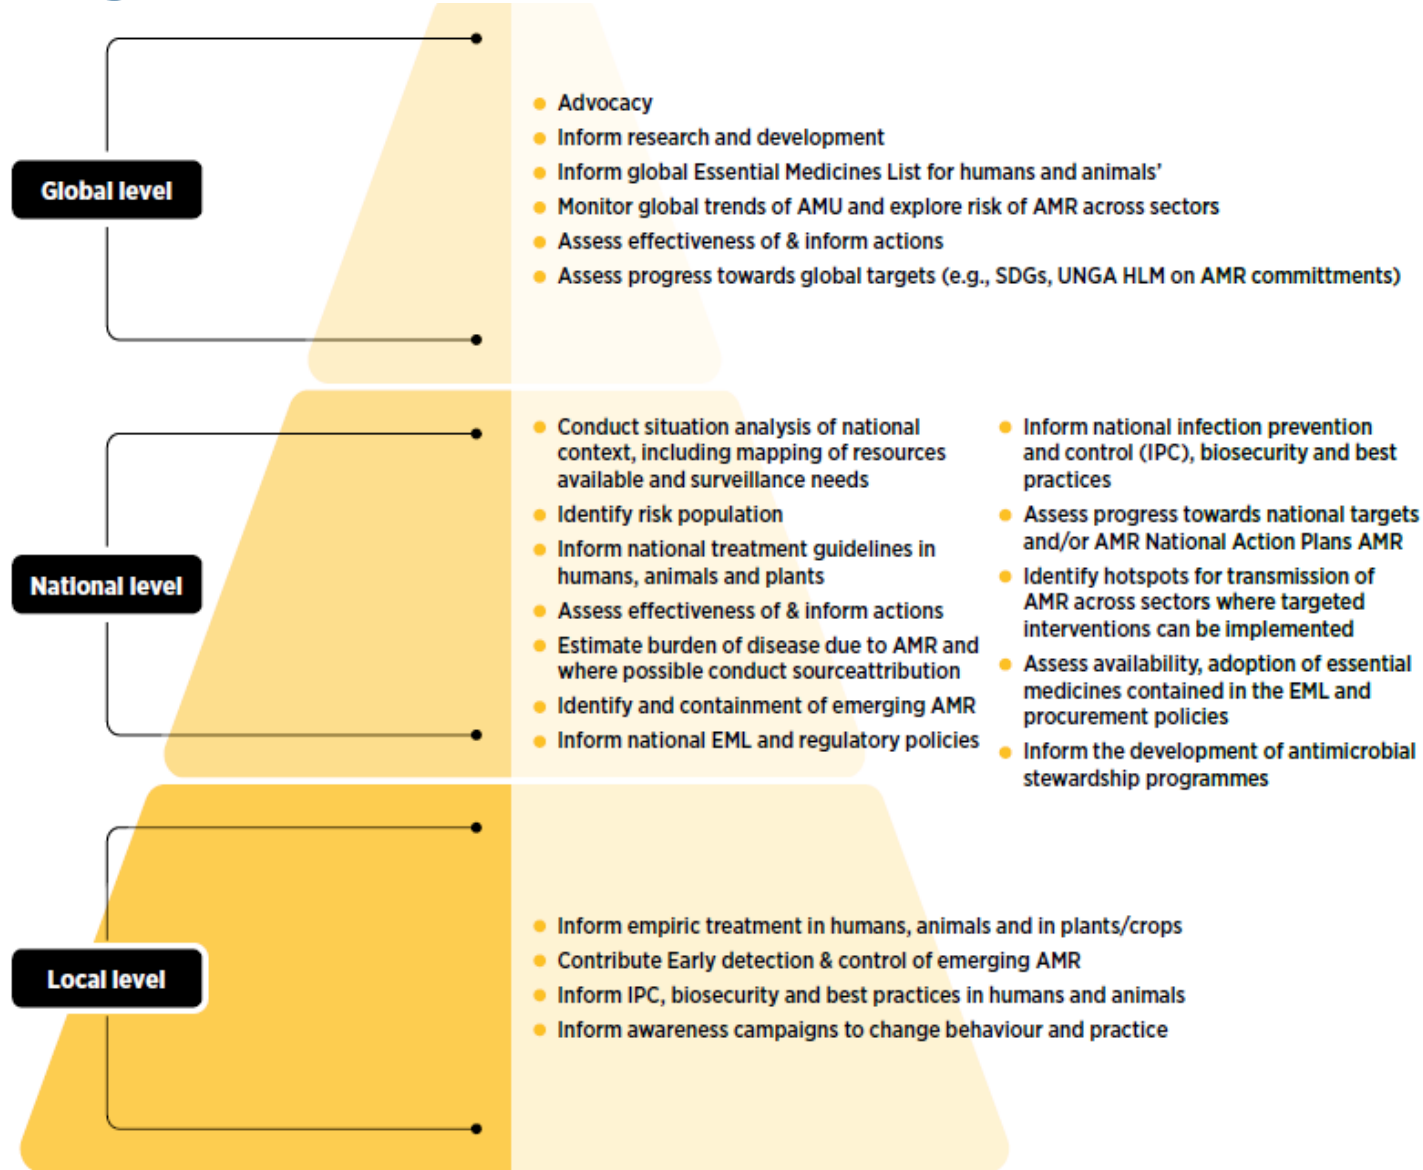 Global level
Advocacy
Inform research and development
Inform global Essential Medicines List for humans and animals’
Monitor global trends of AMU and explore risk of AMR across sectors
Assess effectiveness of & inform actions
Assess progress towards global targets (e.g., SDGs, UNGA HLM on AMR committments)
National level
Conduct situation analysis of national
context, including mapping of resources
available and surveillance needs
Identify risk population
Inform national treatment guidelines in
humans, animals and plants
Assess effectiveness of & inform actions
Estimate burden of disease due to AMR and
where possible conduct sourceattribution
Identify and containment of emerging AMR
Inform national EML and regulatory policies
Inform national infection prevention
and control (IPC), biosecurity and best
practices
Assess progress towards national targets
and/or AMR National Action Plans AMR
Identify hotspots for transmission of
AMR across sectors where targeted
interventions can be implemented
Assess availability, adoption of essential
medicines contained in the EML and
procurement policies
Inform the development of antimicrobial
stewardship programmes
Local level
Inform empiric treatment in humans, animals and in plants/crops
Contribute Early detection & control of emerging AMR
Inform IPC, biosecurity and best practices in humans and animals
Inform awareness campaigns to change behaviour and practice